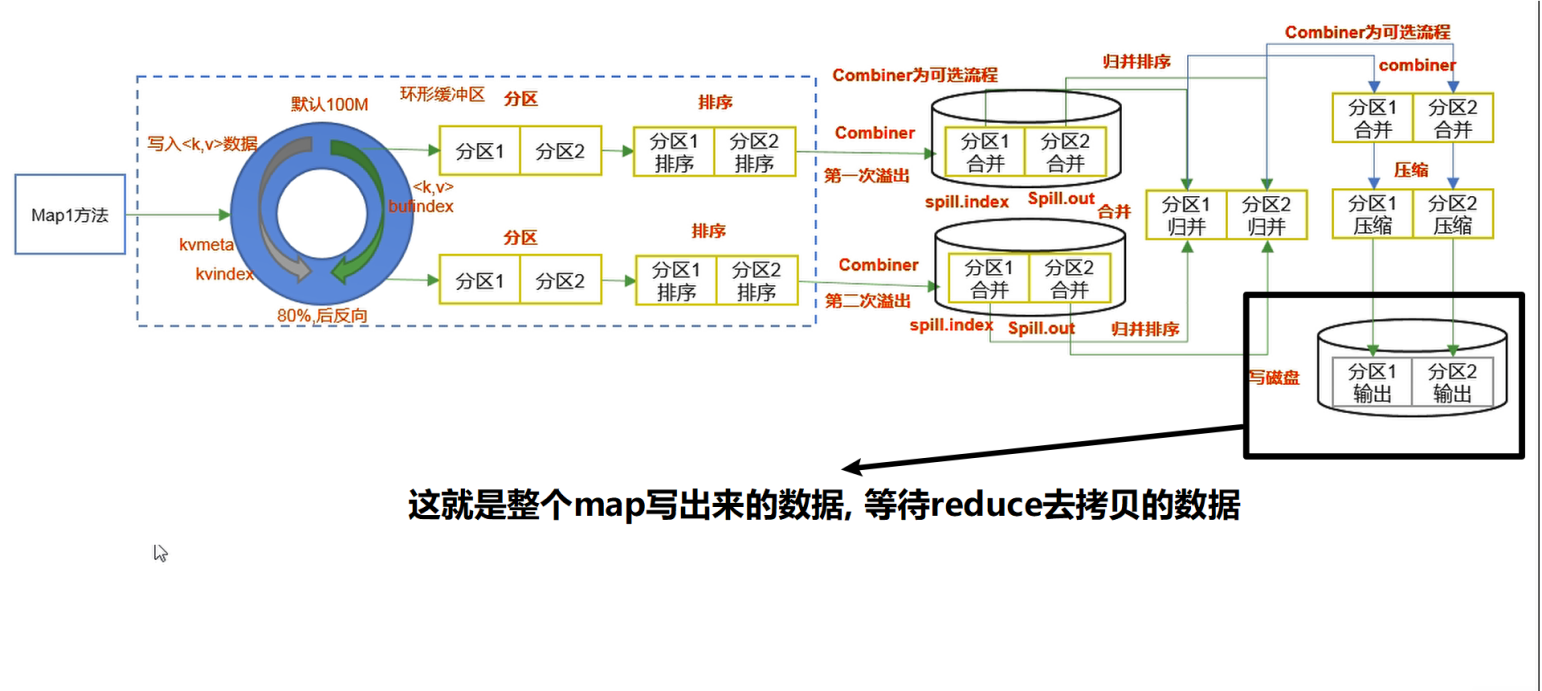 Combiner为可选流程
归并排序
combiner
Combiner为可选流程
默认100M
环形缓冲区
分区
排序
写入<k,v>数据
分区1
分区2
分区1
排序
分区2
排序
Combiner
第一次溢出
分区1
合并
分区2
合并
spill.index
Spill.out
分区1
合并
分区2
合并
压缩
Map1方法
<k,v>
bufindex
kvmeta
kvindex
80%,后反向
合并
分区1
归并
分区2
归并
分区1
压缩
分区2
压缩
分区
排序
分区1
分区2
分区1
排序
分区2
排序
Combiner
第二次溢出
分区1
合并
分区2
合并
spill.index
Spill.out
归并排序
写磁盘
分区1
输出
分区2
输出
这就是整个map写出来的数据, 等待reduce去拷贝的数据